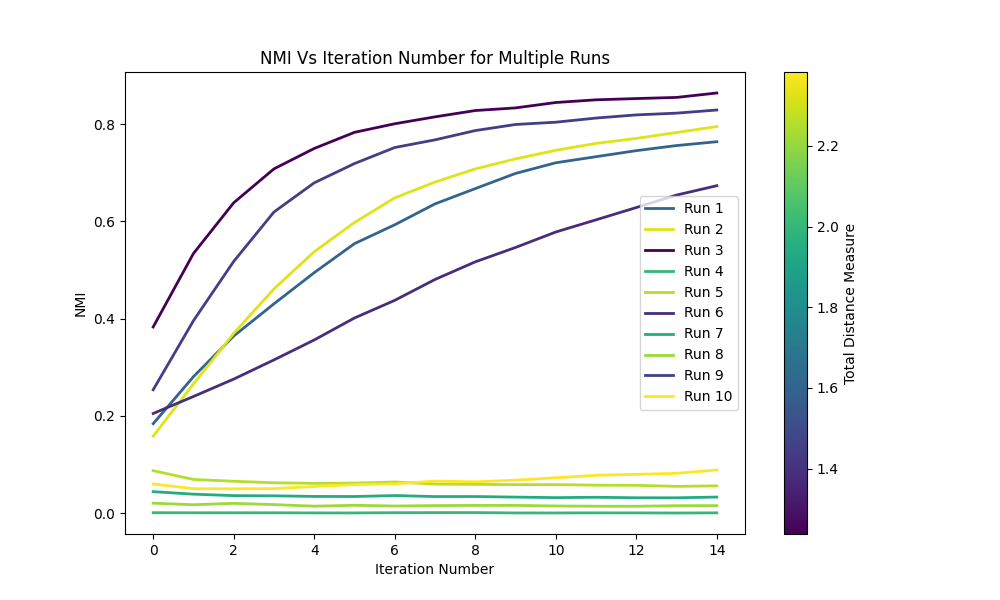 NMI Vs Iteration Number for Multiple Runs
NMI
0.8
0.6
0.4
0.2
0.0
0 2 4 6 8 10 12 14
Iteration Number
Run 1
Run 2
Run 3
Run 4
Run 5
Run 6
Run 7
Run 8
Run 9
Run 10
2.2
2.0
1.8
1.6
1.4
Total Distance Measure